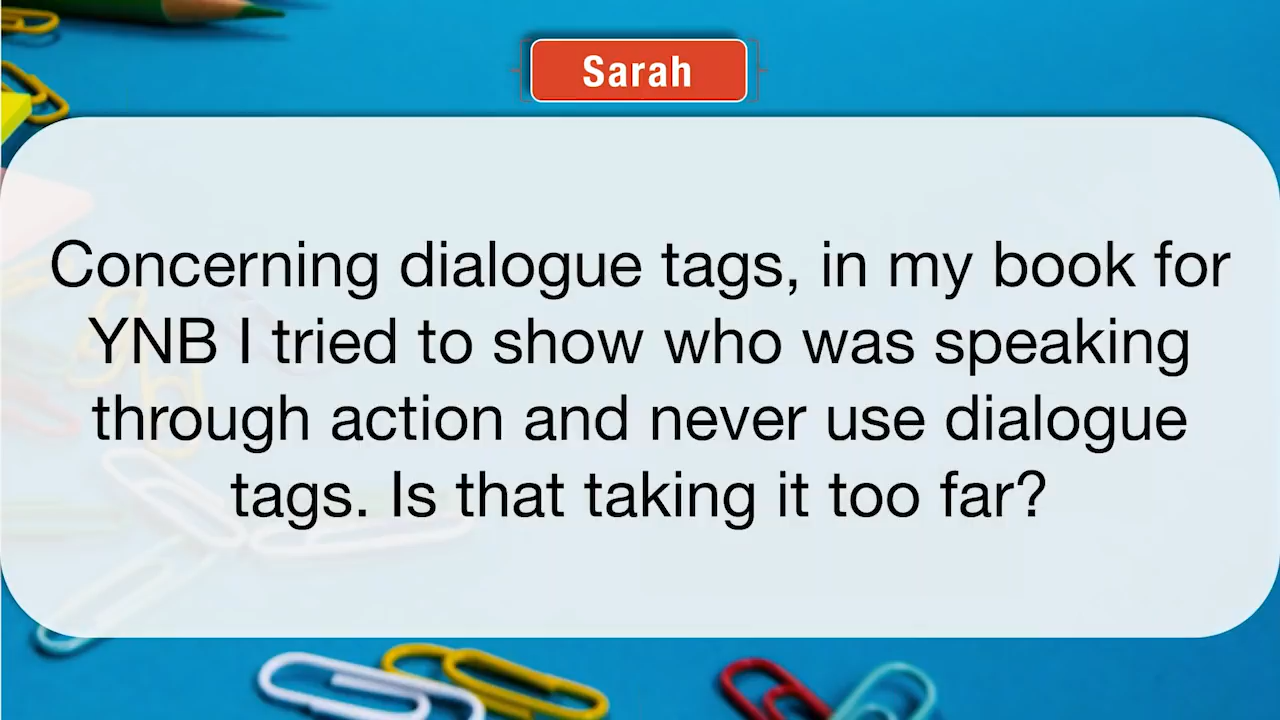 Sarah
Concerning dialogue tags, in my book for
YNB I tried to show who was speaking
through action and never use dialogue
tags. Is that taking it too far?